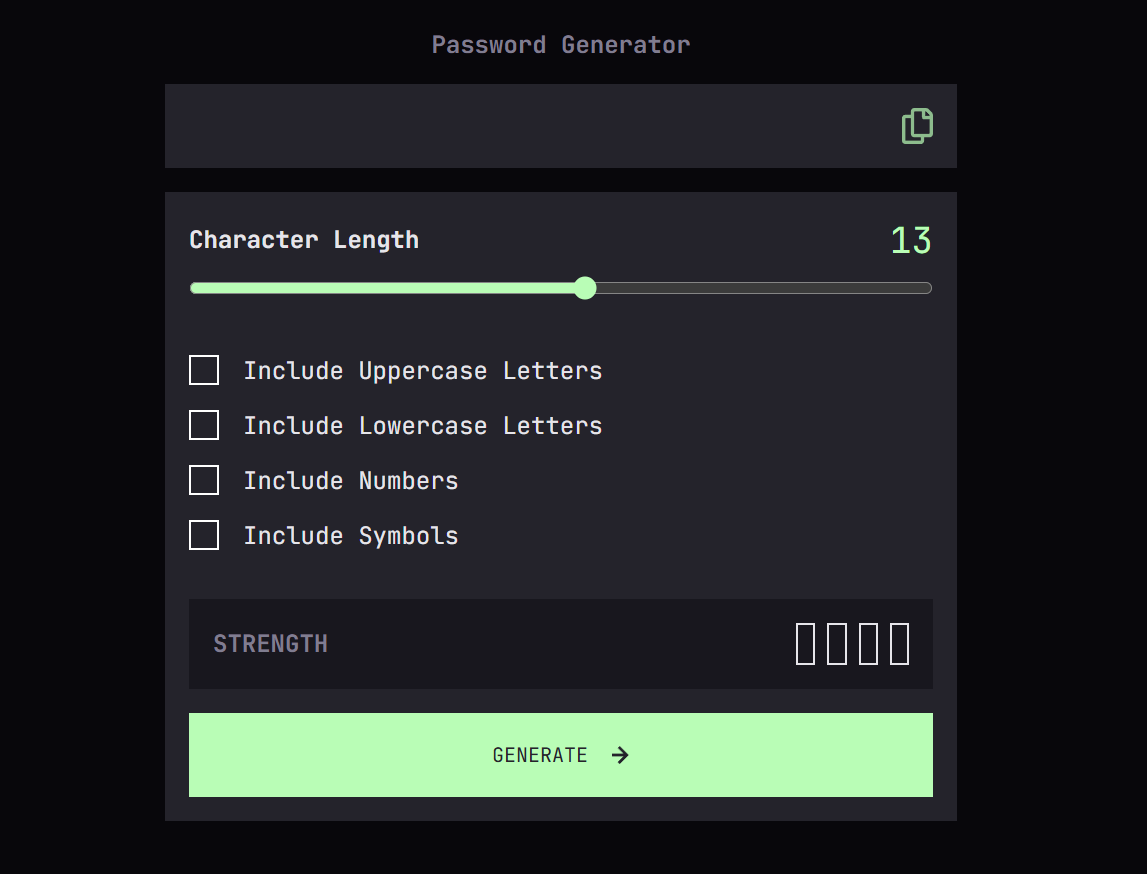 Password Generator
Character Length 13
Include Uppercase Letters
Include Lowercase Letters
Include Numbers
Include Symbols
STRENGTH
GENERATE